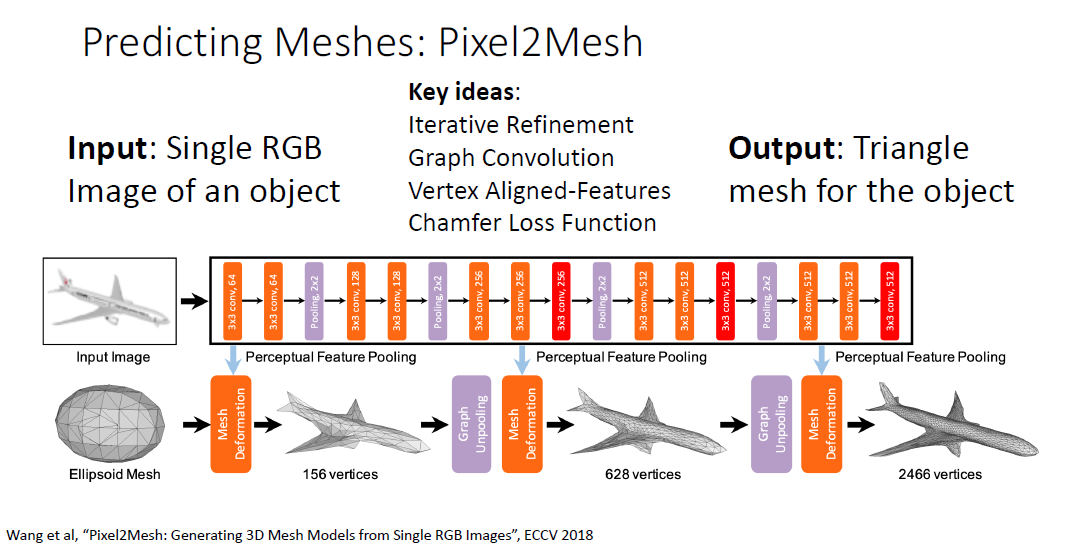 Predicting Meshes: Pixel2Mesh
Key ideas:
Iterative Refinement
Graph Convolution
Vertex Aligned-Features
Chamfer Loss Function
Input: Single RGB
Image of an object
Output: Triangle
mesh for the object
3x3 conv, 64
3x3 conv, 64
Pooling, 2x2
3x3 conv, 128
3x3 conv, 128
Pooling, 2x2
3x3 conv, 256
3x3 conv, 256
3x3 conv, 256
Pooling, 2x2
3x3 conv, 512
3x3 conv, 512
3x3 conv, 512
Pooling, 2x2
3x3 conv, 512
3x3 conv, 512
3x3 conv, 512
Input Image
Perceptual Feature Pooling
Perceptual Feature Pooling
Perceptual Feature Pooling
Mesh
Deformation
Graph
Unpooling
Mesh
Deformation
Graph
Unpooling
Mesh
Deformation
Ellipsoid Mesh
156 vertices
628 vertices
2466 vertices
Wang et al, “Pixel2Mesh: Generating 3D Mesh Models from Single RGB Images”, ECCV 2018